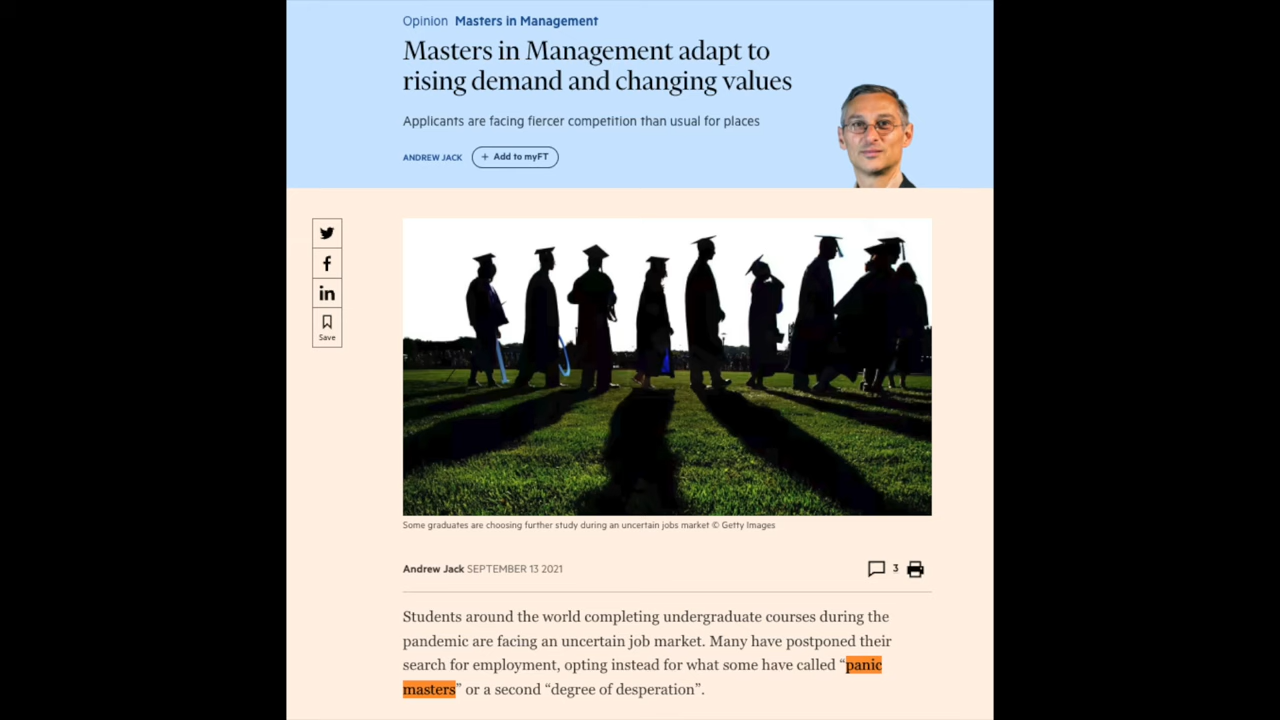 Opinion Masters in Management
Masters in Management adapt to
rising demand and changing values
Applicants are facing fiercer competition than usual for places
ANDREW JACK + Add to myFT
Save
Some graduates are choosing further study during an uncertain jobs market © Getty Images
Andrew Jack SEPTEMBER 13 2021 3
Students around the world completing undergraduate courses during the
pandemic are facing an uncertain job market. Many have postponed their
search for employment, opting instead for what some have called “panic
masters” or a second “degree of desperation”.